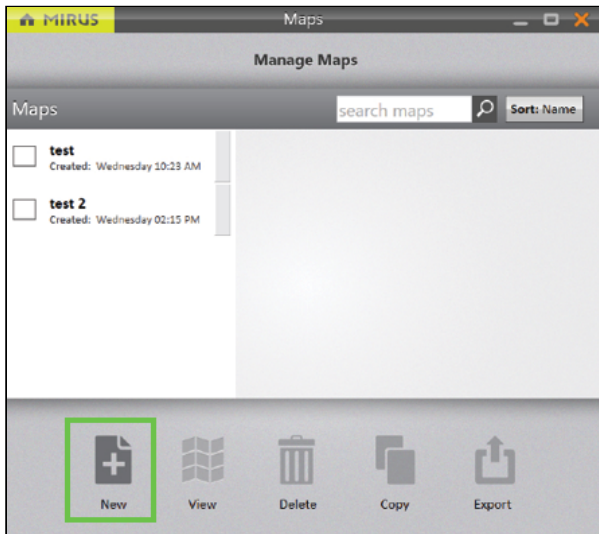 MIRUS Maps
Manage Maps
Maps search maps Sort: Name
test
Created: Wednesday 10:23 AM
test 2
Created: Wednesday 02:15 PM
New View Delete Copy Export